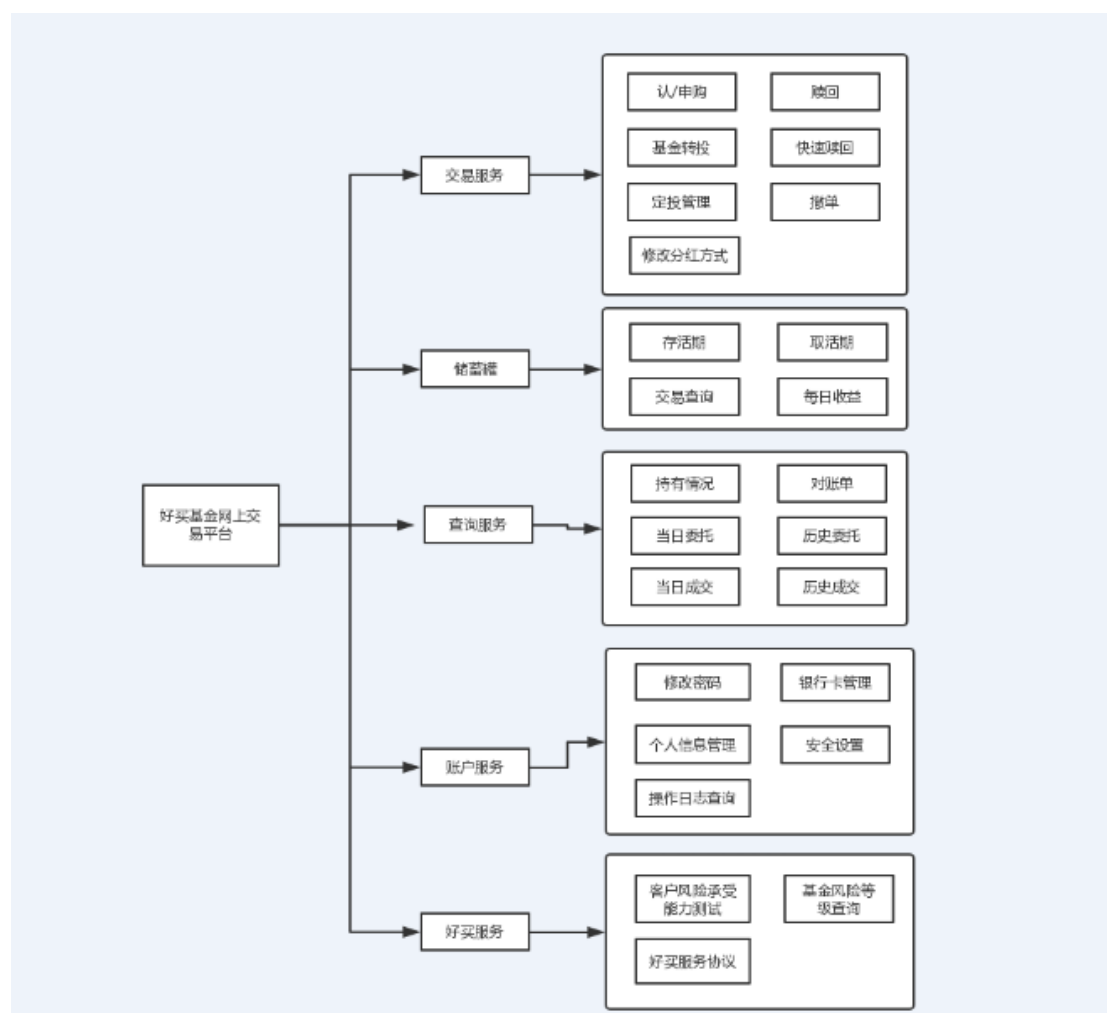 好买基金网上交
易平台
交易服务
认/申购
赎回
基金转投
快速赎回
定投管理
撤单
修改分红方式
储蓄罐
存活期
取活期
交易查询
每日收益
查询服务
持有情况
对账单
当日委托
历史委托
当日成交
历史成交
账户服务
修改密码
银行卡管理
个人信息管理
安全设置
操作日志查询
好买服务
客户风险承受
能力测试
基金风险等
级查询
好买服务协议